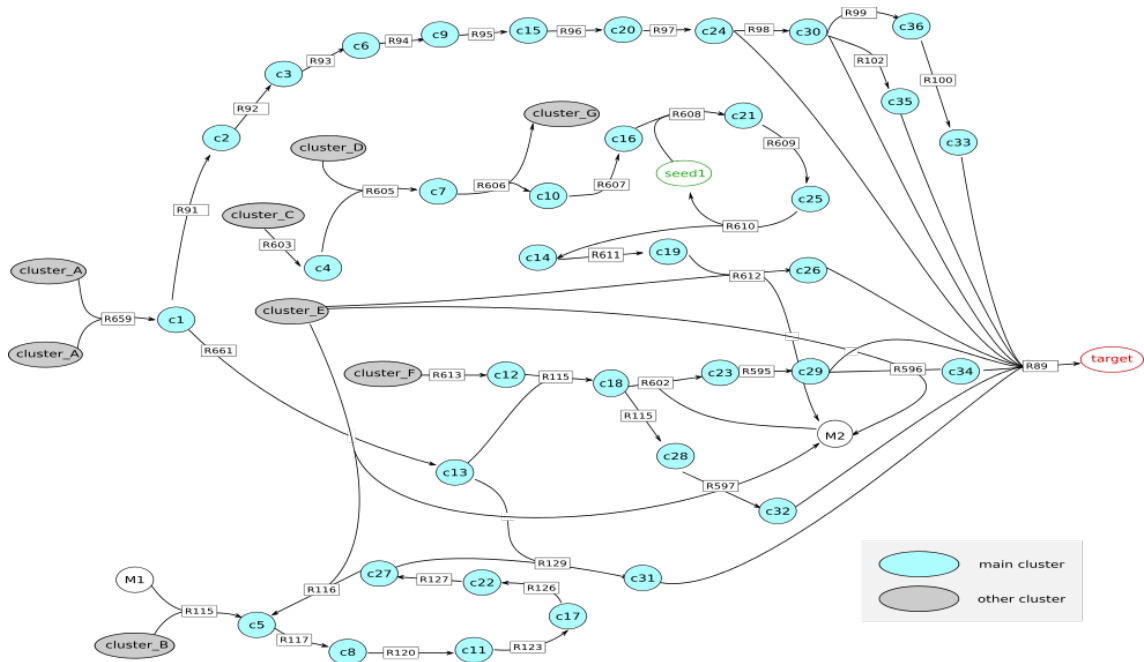 R99
c36
c9
c15
c20
c24
c30
R95
R96
R97
R98
c6
R94
R93
R102
c3
R100
R92
c35
cluster_G
R608
c21
c2
c16
c33
R609
cluster_D
seed1
R605
c7
R606
c10
R607
c25
R91
cluster_C
R610
R603
c19
c14
R611
c4
cluster_A
R612
c26
cluster_E
R659
c1
R661
cluster_A
target
R89
cluster_F
R613
c12
R115
c18
R602
c23
R595
c29
R596
c34
M2
R115
c28
c13
R597
c32
R129
M1
R116
c27
R127
c22
R126
c31
main cluster
other cluster
R115
c5
c17
R117
R123
cluster_B
c8
R120
c11